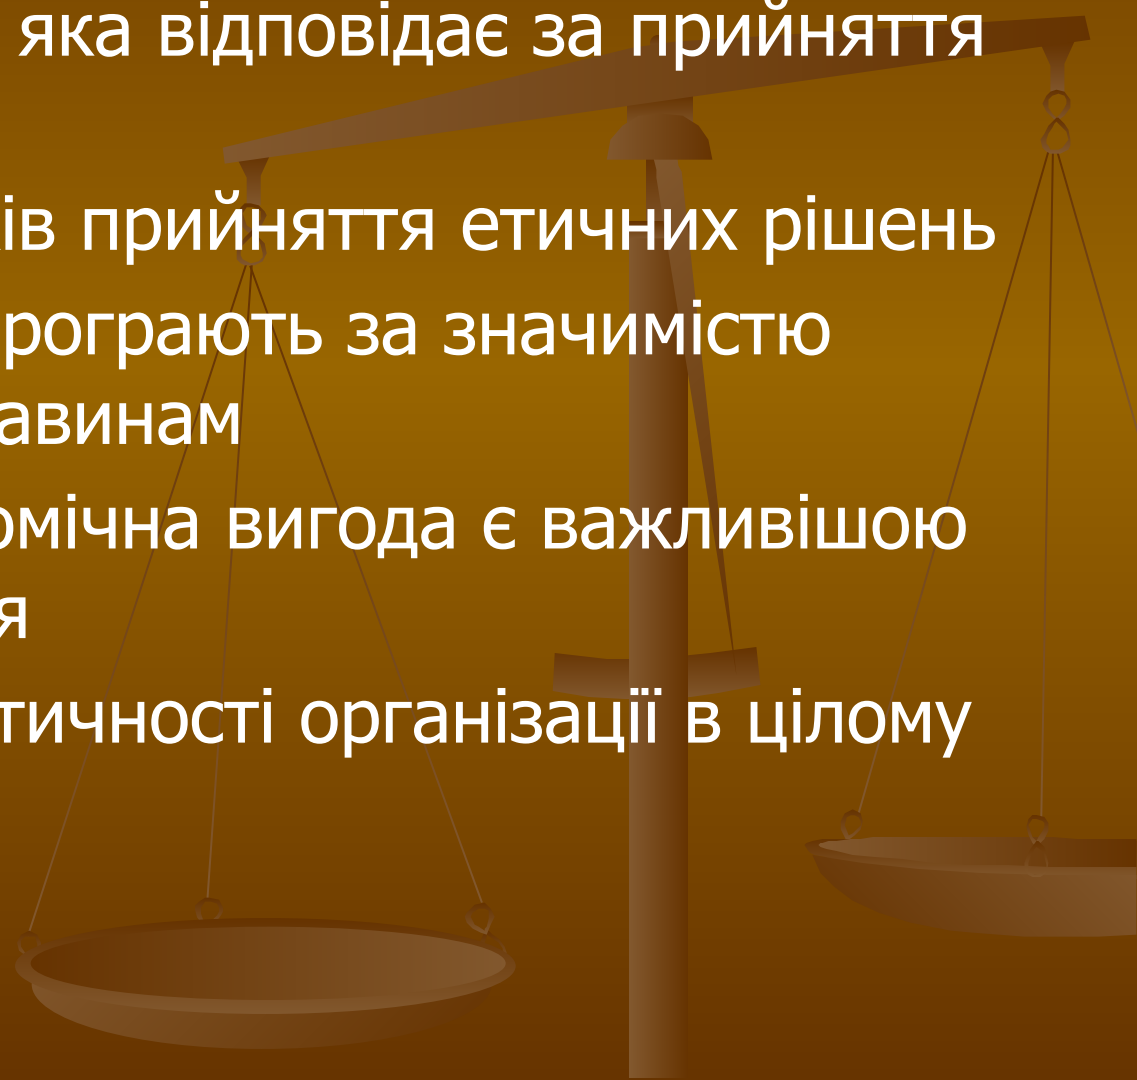 яка відповідає за прийняття
ів прийняття етичних рішень
рограють за значимістю
авинам
омічна вигода є важливішою
я
тичності організації в цілому